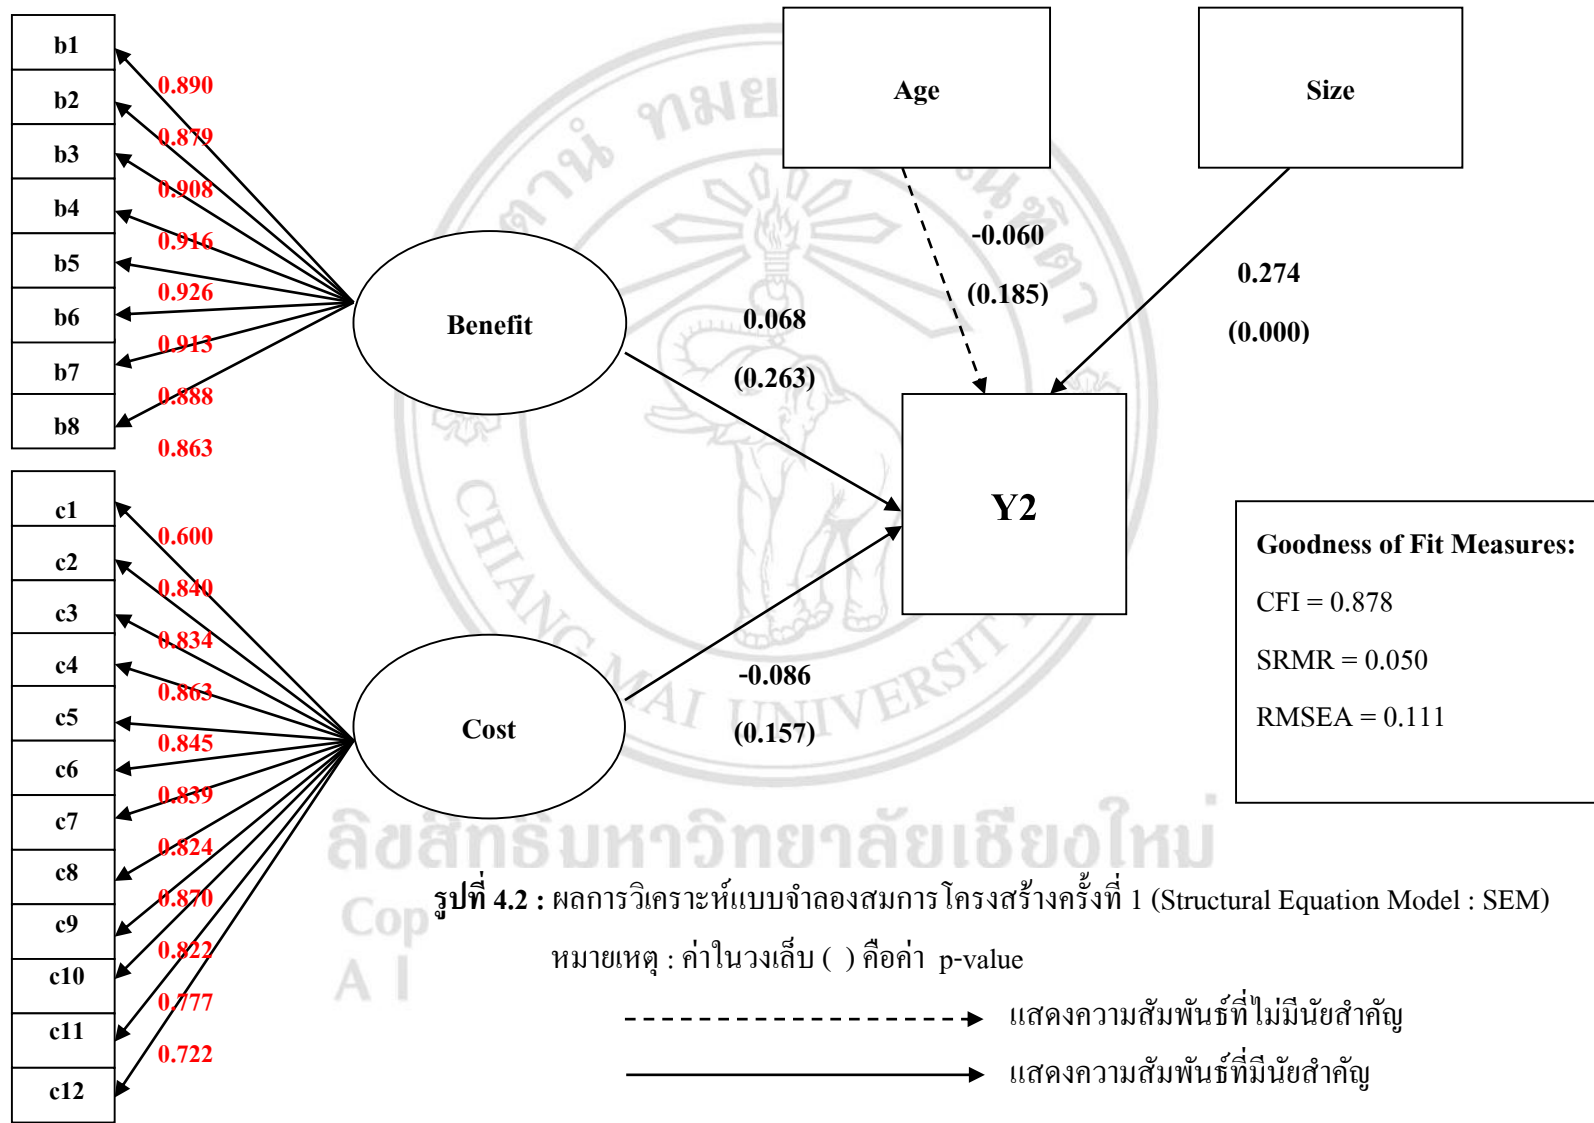 b1
0.890
b2
0.879
b3
0.908
b4
0.916
b5
0.926
b6
0.913
b7
0.888
b8
0.863
Benefit
Age
Size
-0.060
(0.185)
0.274
(0.000)
0.068
(0.263)
Y2
c1
0.600
c2
0.840
c3
0.834
c4
0.863
c5
0.845
c6
0.839
c7
0.824
c8
0.870
c9
0.822
c10
0.777
c11
0.722
c12
Cost
-0.086
(0.157)
Goodness of Fit Measures:
CFI = 0.878
SRMR = 0.050
RMSEA = 0.111
CHIANG MAI UNIVERSIT
ลิขสิทธิ์มหาวิทยาลัยเชียงใหม่
Cop
A l
รูปที่ 4.2 : ผลการวิเคราะห์แบบจำลองสมการโครงสร้างครั้งที่ 1 (Structural Equation Model : SEM)
หมายเหตุ : ค่าในวงเล็บ ( ) คือค่า p-value
แสดงความสัมพันธ์ที่ไม่มีนัยสำคัญ
แสดงความสัมพันธ์ที่มีนัยสำคัญ